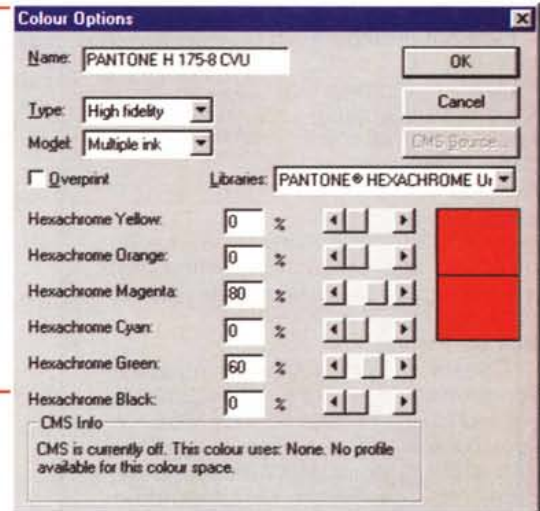 Colour Options
Name: PANTONE H 175-8 CVU
OK
Type: High fidelity
Cancel
Model: Multiple ink
CMS Source...
Overprint
Libraries: PANTONE® HEXACHROME Ur
Hexachrome Yellow: 0 %
Hexachrome Orange: 0 %
Hexachrome Magenta: 80 %
Hexachrome Cyan: 0 %
Hexachrome Green: 60 %
Hexachrome Black: 0 %
CMS Info
CMS is currently off. This colour uses: None. No profile
available for this colour space.